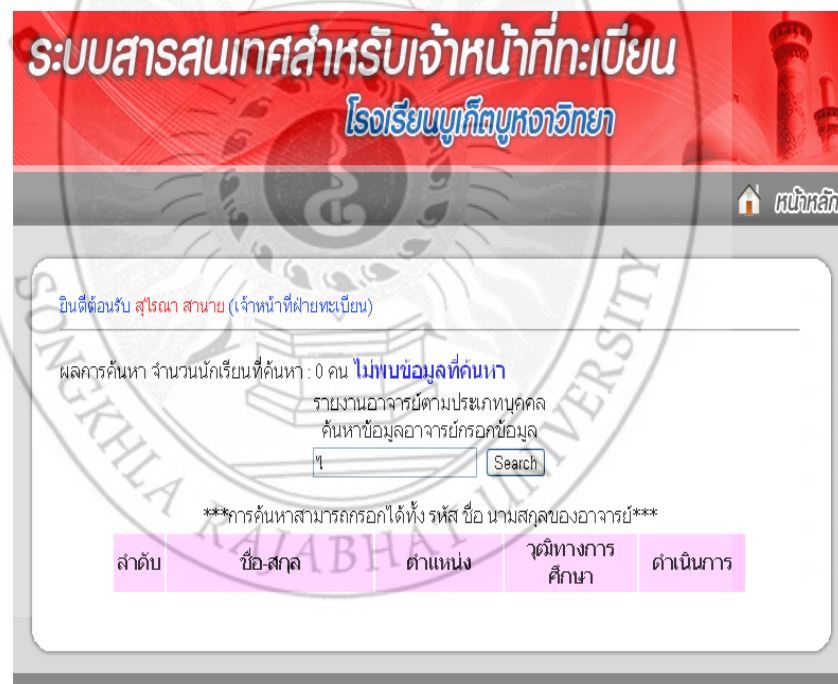 ระบบสารสนเทศสำหรับเจ้าหน้าที่ทะเบียน
โรงเรียนบูเก็ตบูหงาวิทยา
หน้าหลัก
ยินดีต้อนรับ สุไรณา สานาย (เจ้าหน้าที่ฝ่ายทะเบียน)
ผลการค้นหา จำนวนนักเรียนที่ค้นหา : 0 คน ไม่พบข้อมูลที่ค้นหา
รายงานอาจารย์ตามประเภทบุคคล
ค้นหาข้อมูลอาจารย์กรอกข้อมูล
Search
***การค้นหาสามารถกรอกได้ทั้ง รหัส ชื่อ นามสกุลของอาจารย์***
ลำดับ ชื่อ-สกุล ตำแหน่ง วุฒิทางการศึกษา ดำเนินการ
SONGKHLA RAJABHAT UNIVERSITY